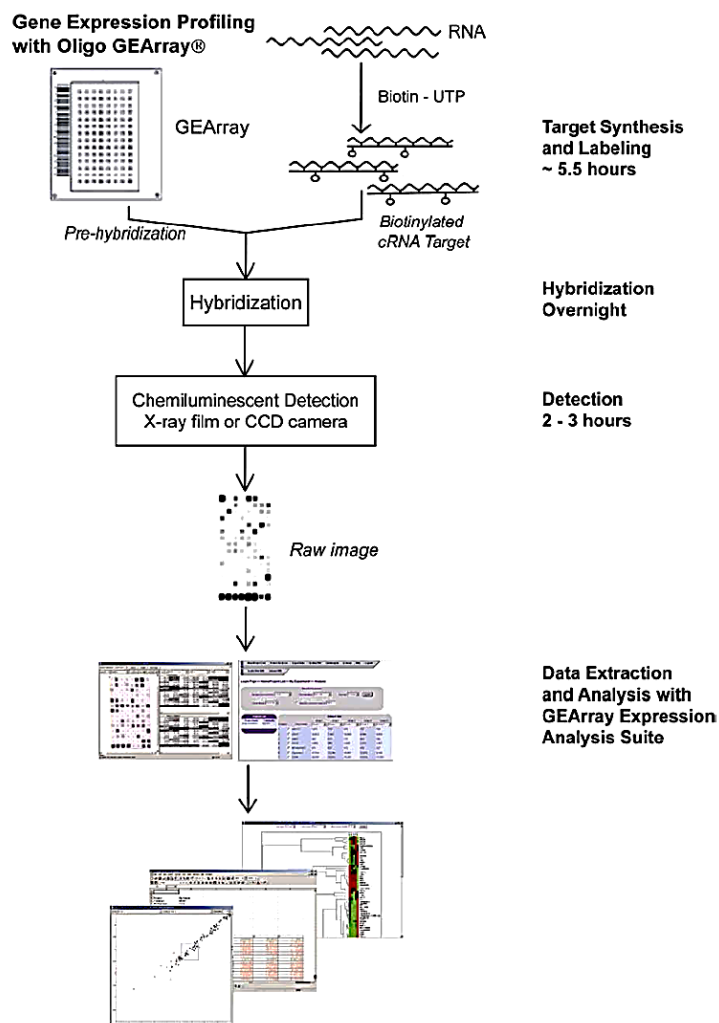 Gene Expression Profiling
with Oligo GEArray®
RNA
Biotin - UTP
GEArray
Target Synthesis
and Labeling
~ 5.5 hours
Pre-hybridization
Biotinylated
cRNA Target
Hybridization
Hybridization
Overnight
Chemiluminescent Detection
X-ray film or CCD camera
Detection
2 - 3 hours
Raw image
Data Extraction
and Analysis with
GEArray Expression
Analysis Suite